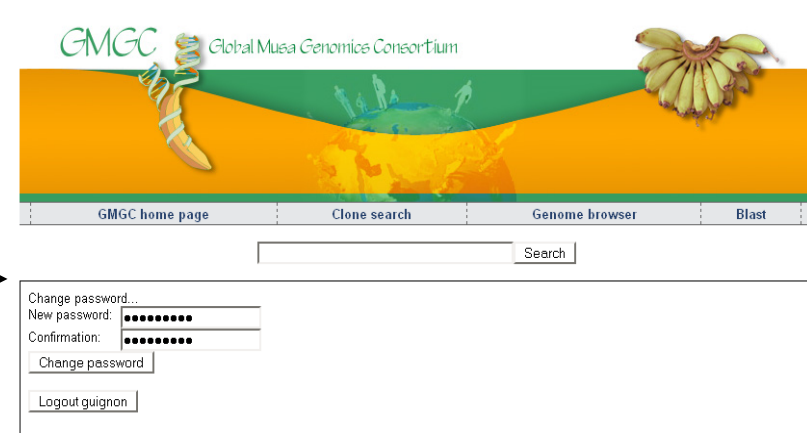 GMGC Global Musa Genomics Consortium
GMGC home page Clone search Genome browser Blast
Search
Change password...
New password: •••••••••
Confirmation: •••••••••
Change password
Logout guignon